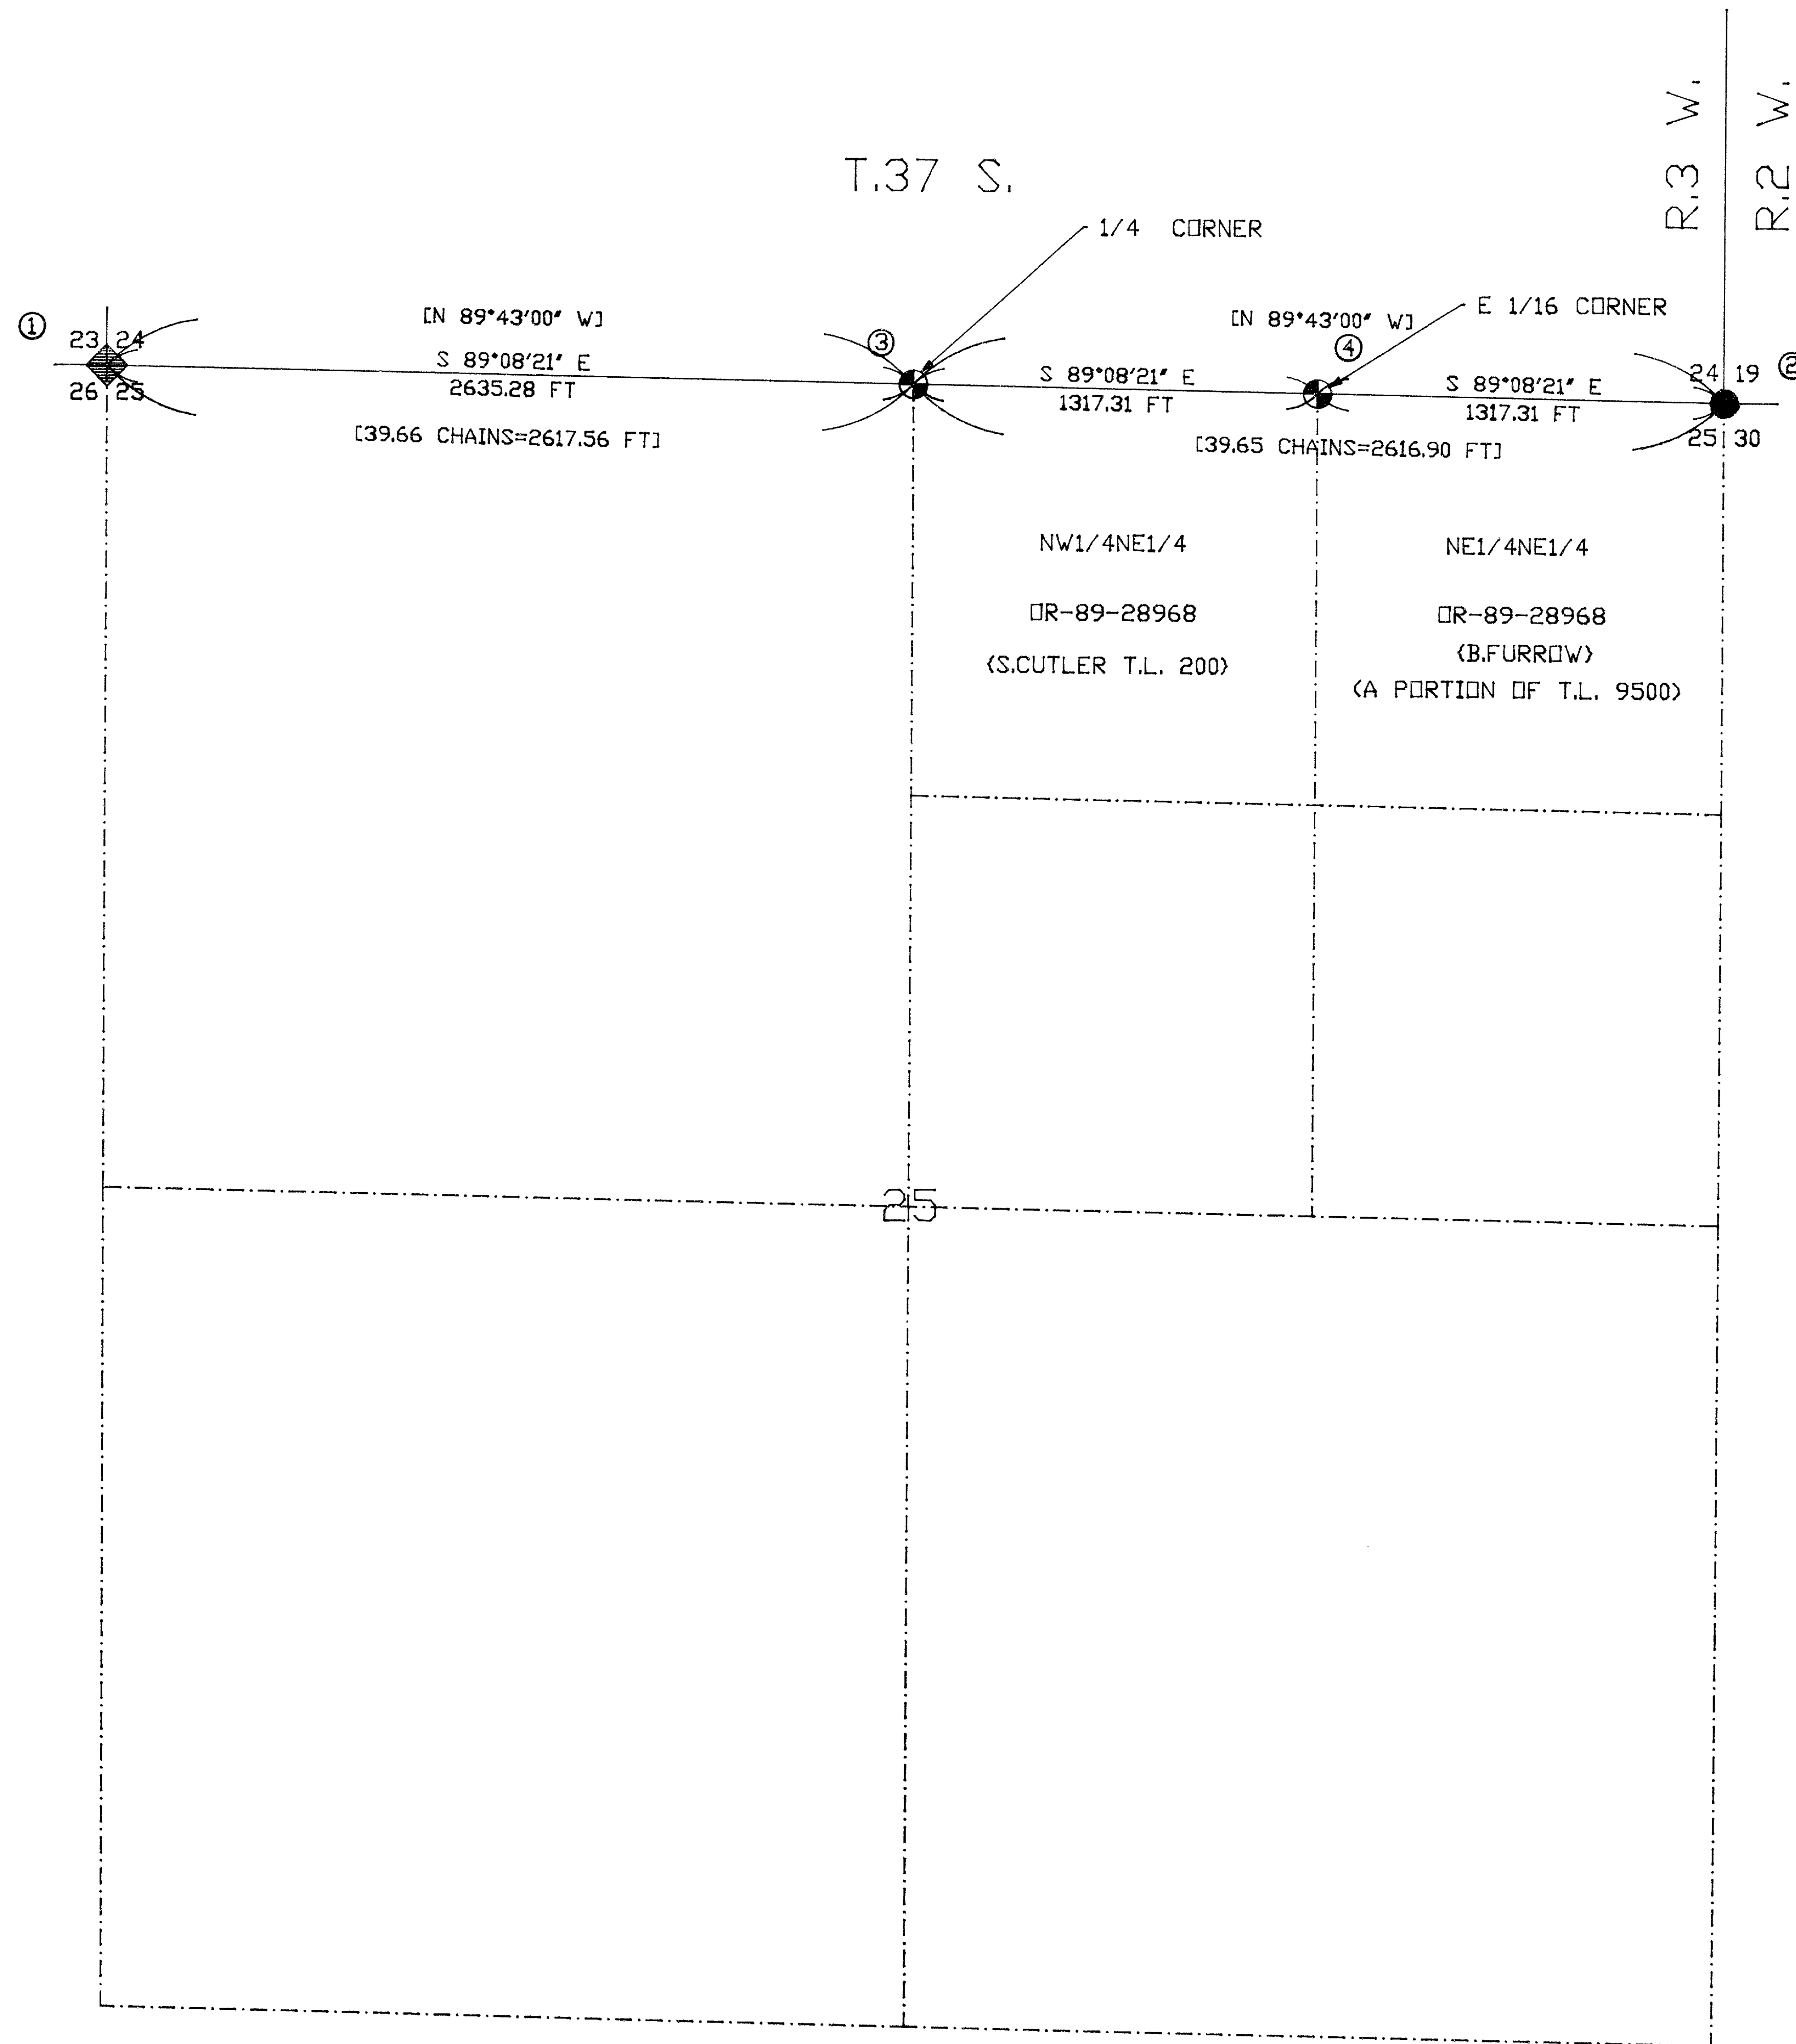 R.3 W.
R.2 W.
T.37 S.
1/4 CORNER
E 1/16 CORNER
1
23 24
26 25
[N 89°43'00" W]
S 89°08'21" E
2635.28 FT
[39.66 CHAINS=2617.56 FT]
3
S 89°08'21" E
1317.31 FT
[N 89°43'00" W]
4
S 89°08'21" E
1317.31 FT
[39.65 CHAINS=2616.90 FT]
24 19
25 30
2
NW1/4NE1/4
OR-89-28968
(S.CUTLER T.L. 200)
NE1/4NE1/4
OR-89-28968
(B.FURROW)
(A PORTION OF T.L. 9500)
25